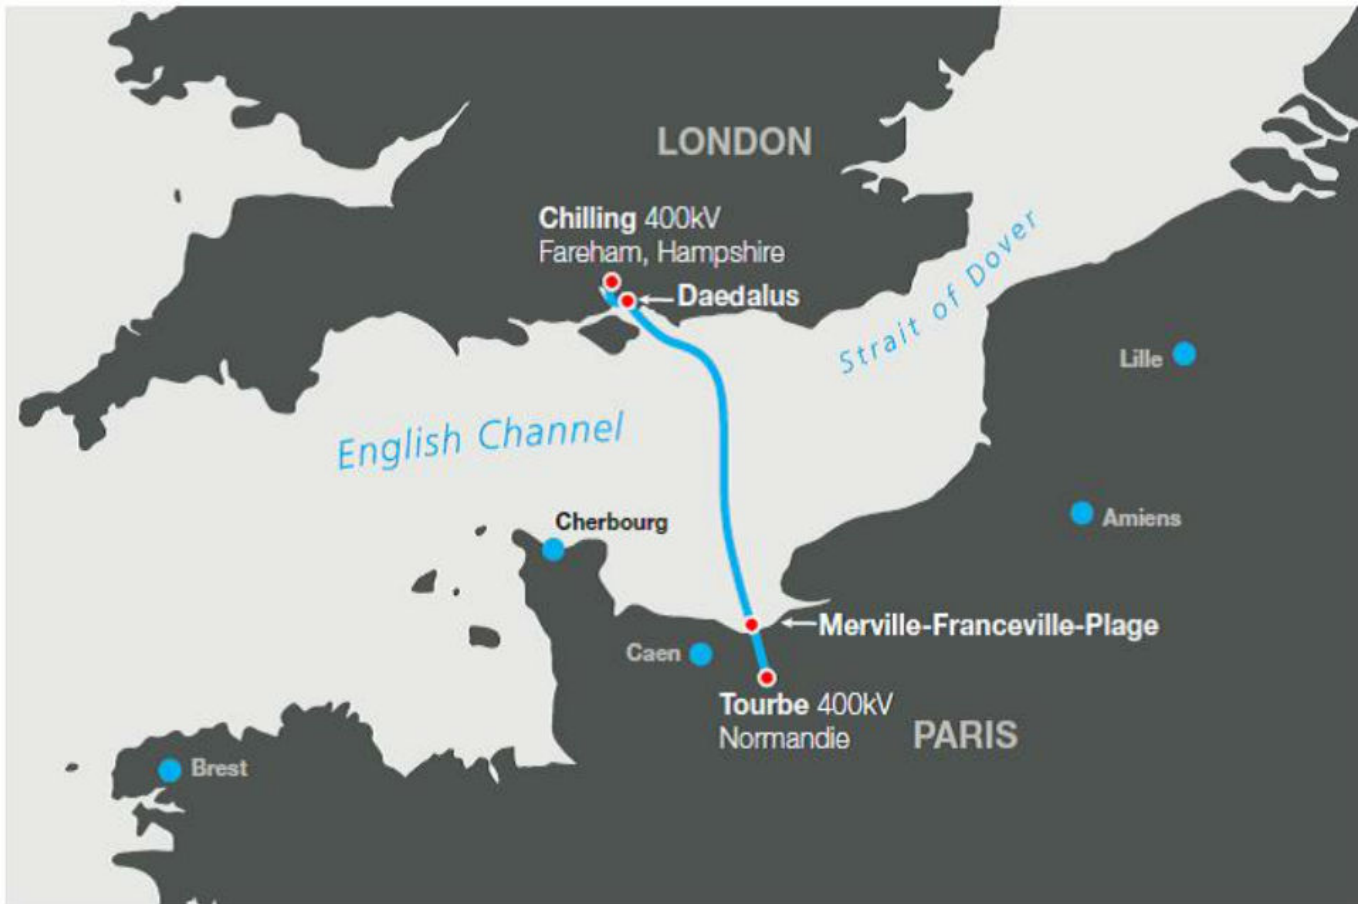 LONDON
Chilling 400kV
Fareham, Hampshire
Daedalus
Strait of Dover
Lille
English Channel
Cherbourg
Amiens
Merville-Franceville-Plage
Caen
Tourbe 400kV
Normandie
PARIS
Brest